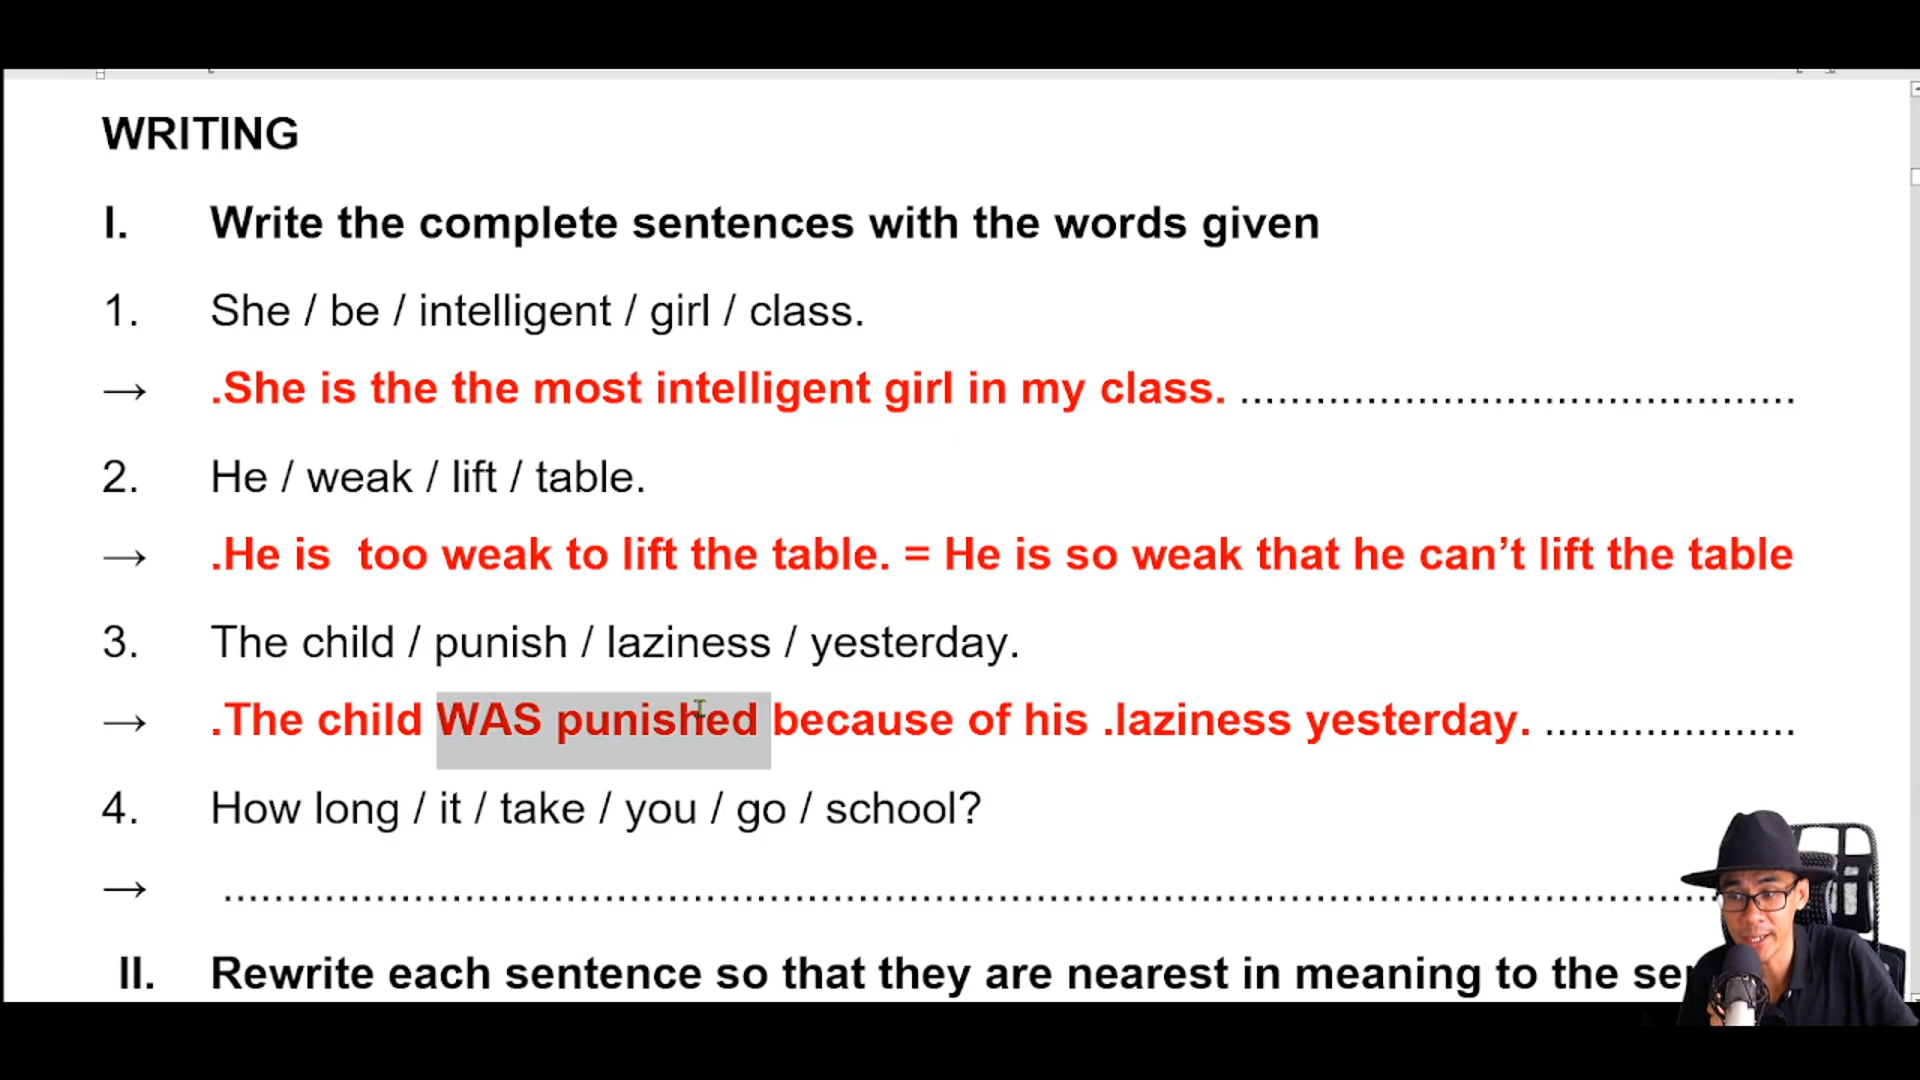 WRITING
I. Write the complete sentences with the words given
1. She / be / intelligent / girl / class.
→ .She is the the most intelligent girl in my class. ............................................
2. He / weak / lift / table.
→ .He is  too weak to lift the table. = He is so weak that he can’t lift the table
3. The child / punish / laziness / yesterday.
→ .The child WAS punished because of his .laziness yesterday. ....................
4. How long / it / take / you / go / school?
→ ......................................................................................................................
II. Rewrite each sentence so that they are nearest in meaning to the